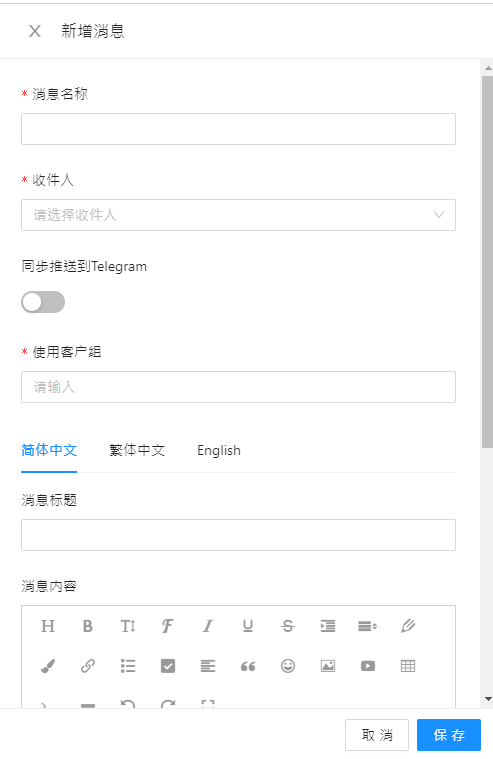 新增消息
* 消息名称
* 收件人
请选择收件人
同步推送到Telegram
* 使用客户组
请输入
简体中文 繁体中文 English
消息标题
消息内容
取 消 保 存